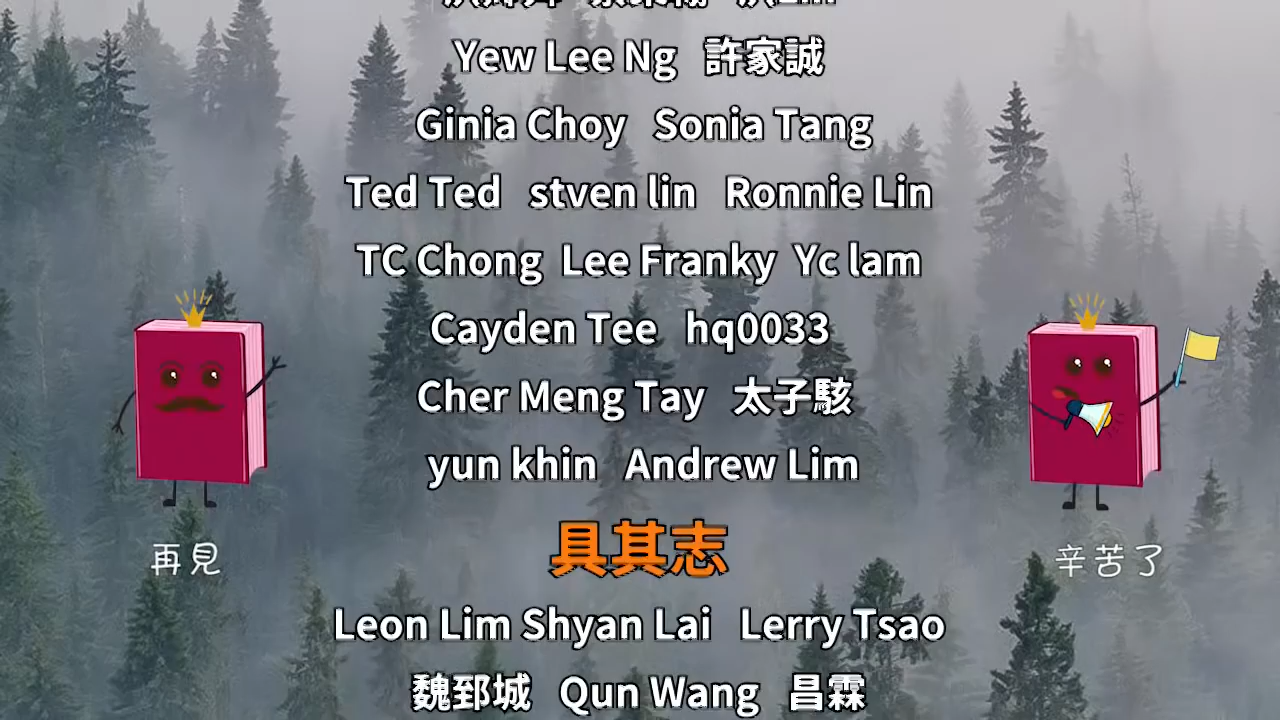 Yew Lee Ng 許家誠
Ginia Choy Sonia Tang
Ted Ted stven lin Ronnie Lin
TC Chong Lee Franky Yc lam
Cayden Tee hq0033
Cher Meng Tay 太子駭
yun khin Andrew Lim
具其志
再見
辛苦了
Leon Lim Shyan Lai Lerry Tsao
魏郅城 Qun Wang 昌霖